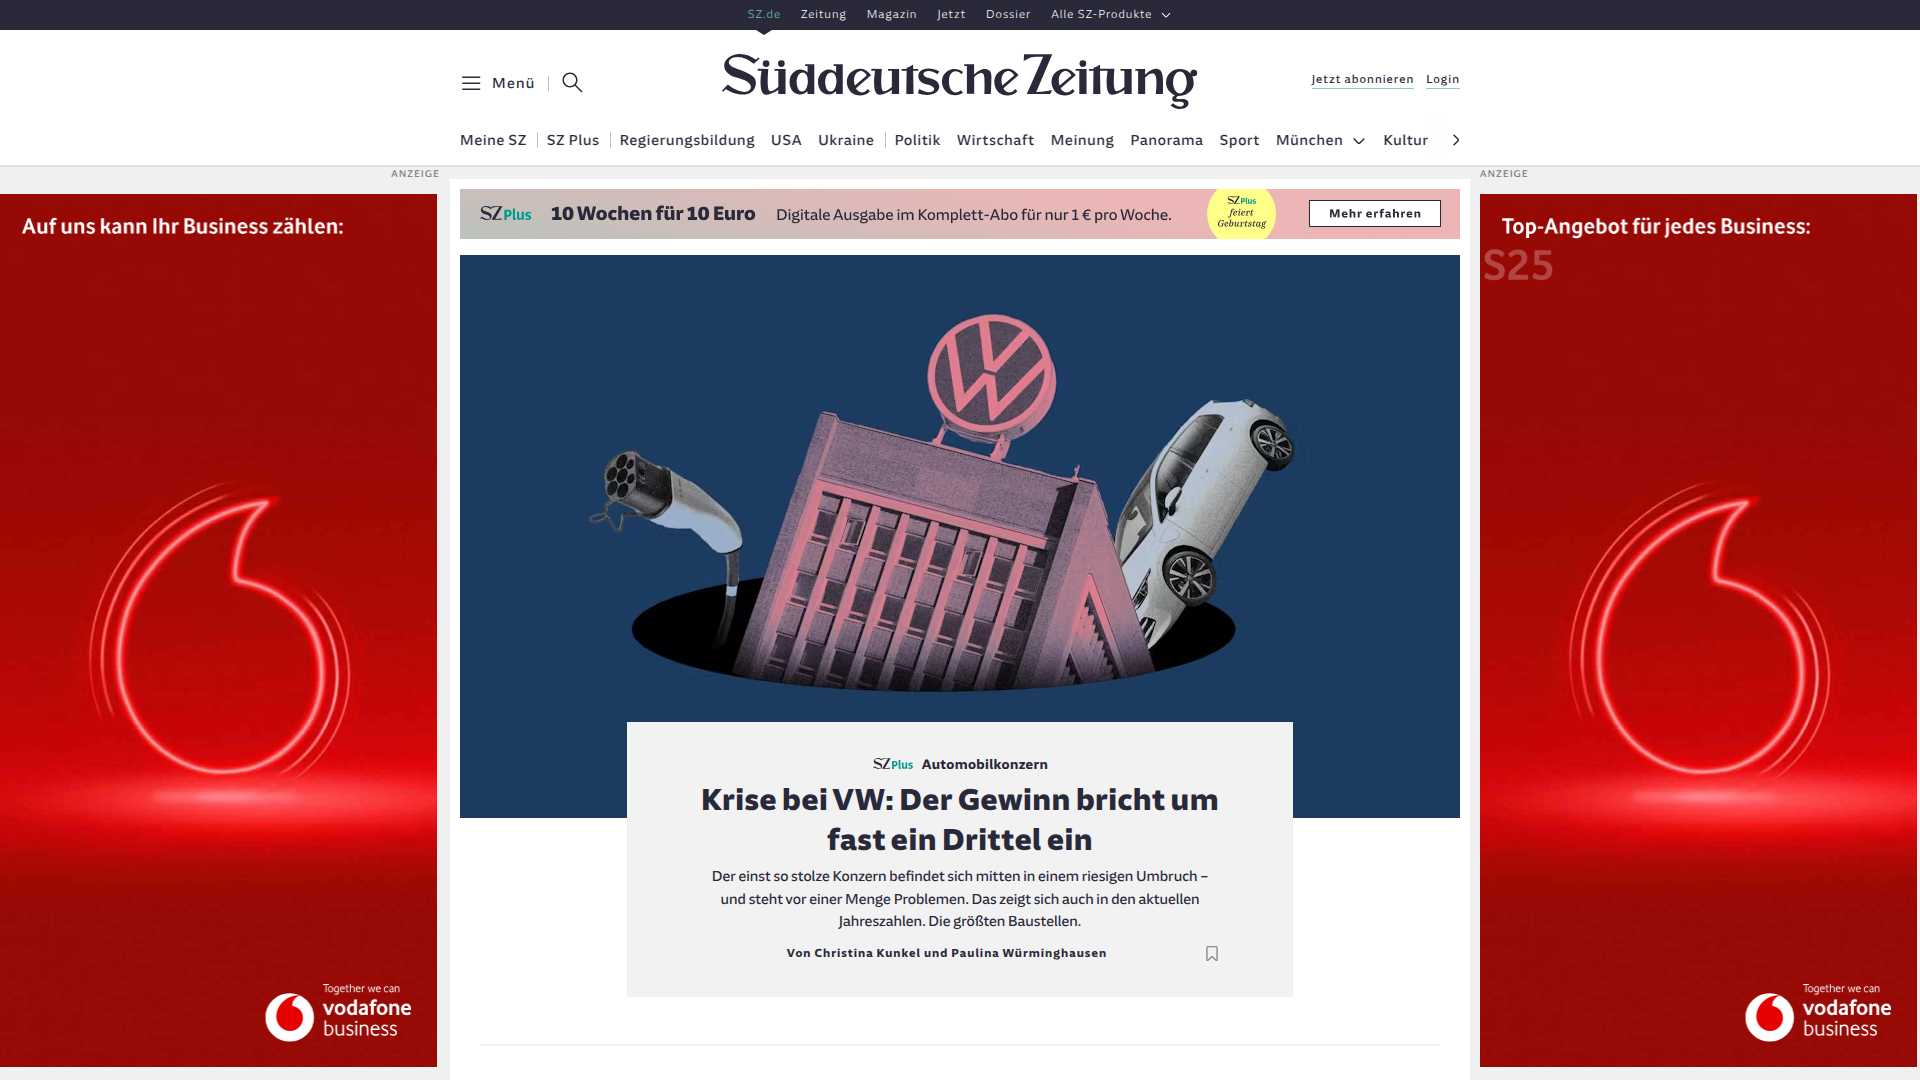 SZ.de Zeitung Magazin Jetzt Dossier Alle SZ-Produkte
Menü
Süddeutsche Zeitung
Jetzt abonnieren Login
Meine SZ SZ Plus Regierungsbildung USA Ukraine Politik Wirtschaft Meinung Panorama Sport München Kultur
ANZEIGE
ANZEIGE
Auf uns kann Ihr Business zählen:
Together we can
vodafone
business
SZ Plus 10 Wochen für 10 Euro Digitale Ausgabe im Komplett-Abo für nur 1 € pro Woche.
SZ Plus
feiert
Geburtstag
Mehr erfahren
SZ Plus Automobilkonzern
Krise bei VW: Der Gewinn bricht um
fast ein Drittel ein
Der einst so stolze Konzern befindet sich mitten in einem riesigen Umbruch –
und steht vor einer Menge Problemen. Das zeigt sich auch in den aktuellen
Jahreszahlen. Die größten Baustellen.
Von Christina Kunkel und Paulina Würminghausen
Top-Angebot für jedes Business:
S25
Together we can
vodafone
business